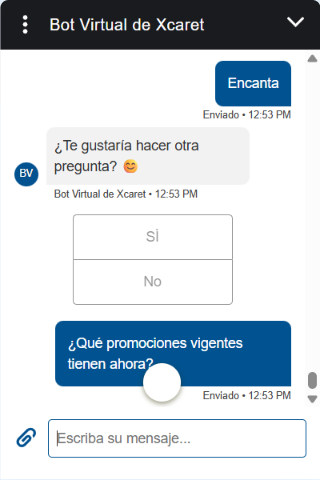 Bot Virtual de Xcaret
Encanta
Enviado • 12:53 PM
¿Te gustaría hacer otra
pregunta? 😊
BV
Bot Virtual de Xcaret • 12:53 PM
SÌ
No
¿Qué promociones vigentes
tienen ahora?
Enviado • 12:53 PM
Escriba su mensaje...